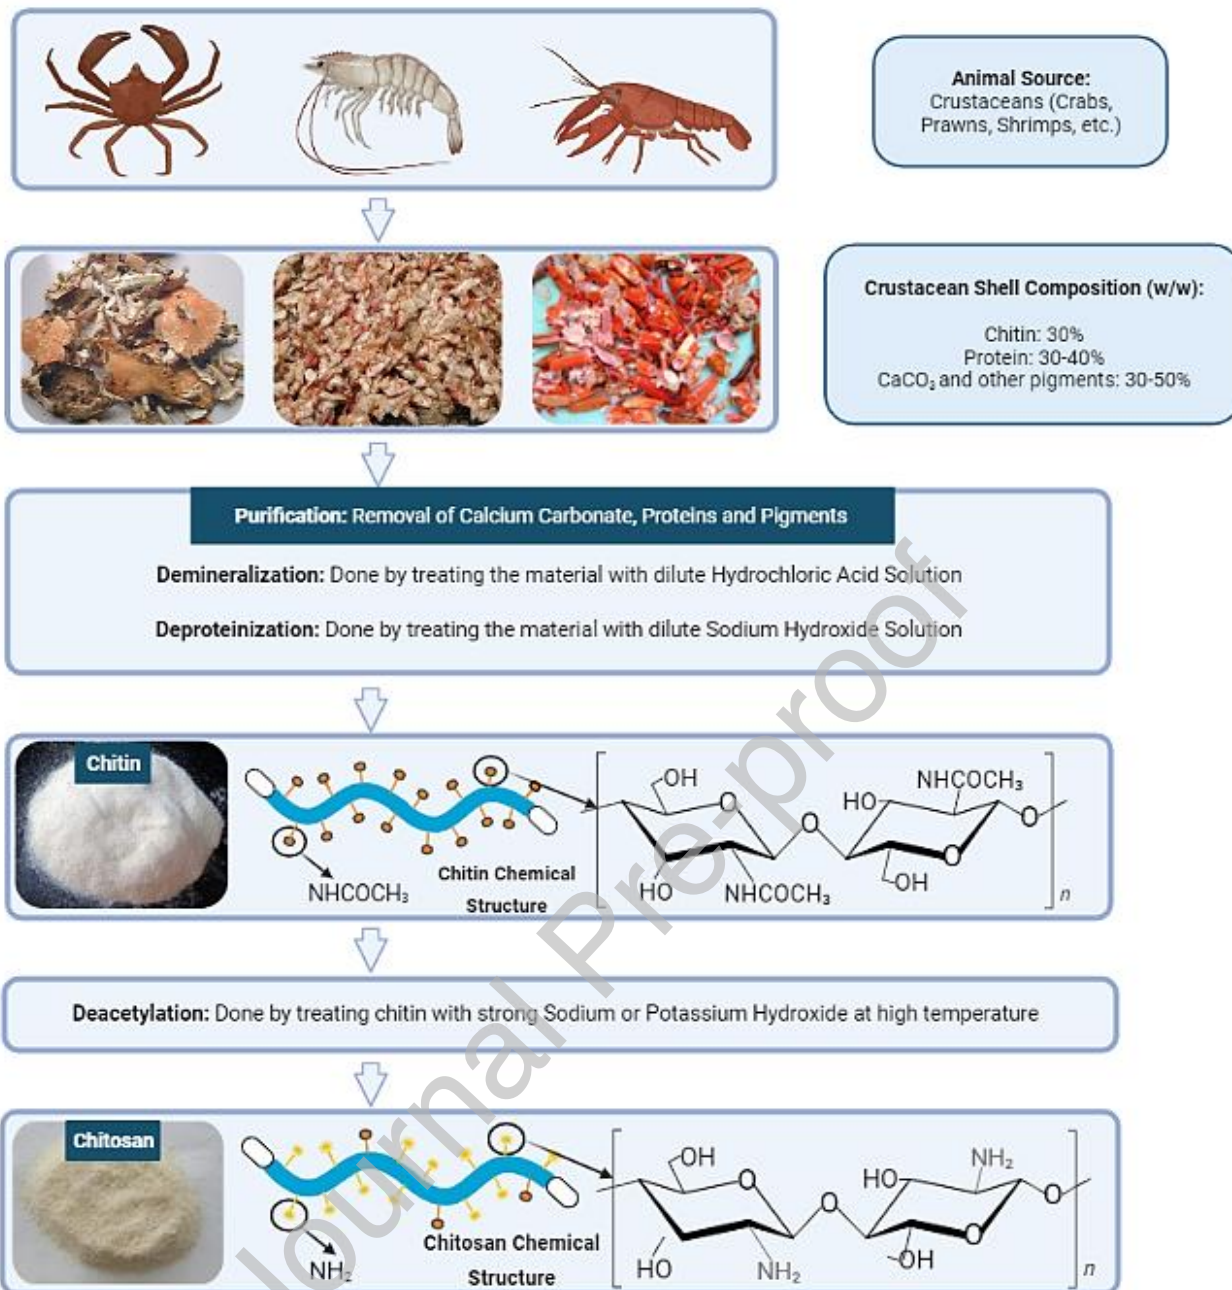 Animal Source:
Crustaceans (Crabs,
Prawns, Shrimps, etc.)
Crustacean Shell Composition (w/w):
Chitin: 30%
Protein: 30-40%
CaCO₃ and other pigments: 30-50%
Purification: Removal of Calcium Carbonate, Proteins and Pigments
Demineralization: Done by treating the material with dilute Hydrochloric Acid Solution
Deproteinization: Done by treating the material with dilute Sodium Hydroxide Solution
Chitin
NHCOCH₃
Chitin Chemical
Structure
OH
O
HO
NHCOCH₃
O
HO
NHCOCH₃
O
OH
O
n
Deacetylation: Done by treating chitin with strong Sodium or Potassium Hydroxide at high temperature
Chitosan
NH₂
Chitosan Chemical
Structure
OH
O
HO
NH₂
O
HO
NH₂
O
OH
O
n
Journal Pre-proof